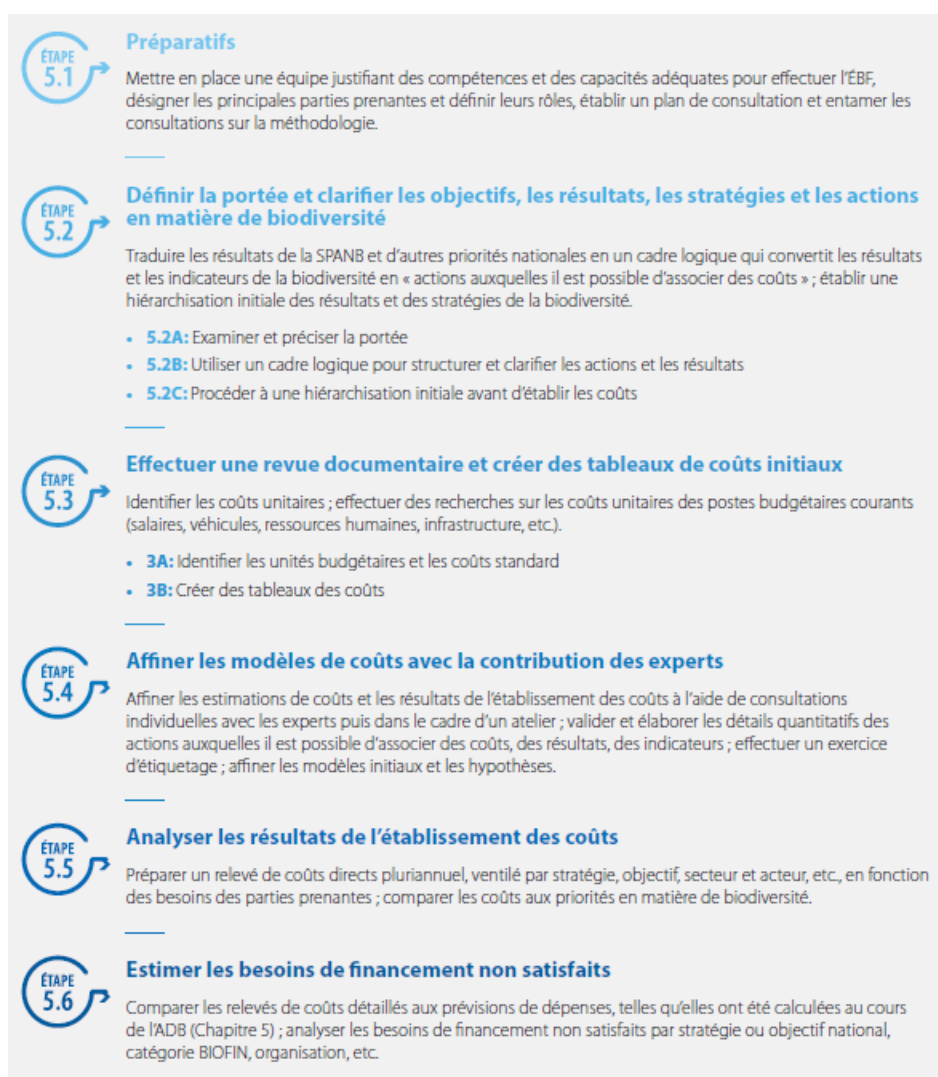 ÉTAPE
5.1
Préparatifs
Mettre en place une équipe justifiant des compétences et des capacités adéquates pour effectuer l'ÉBF,
désigner les principales parties prenantes et définir leurs rôles, établir un plan de consultation et entamer les
consultations sur la méthodologie.
ÉTAPE
5.2
Définir la portée et clarifier les objectifs, les résultats, les stratégies et les actions
en matière de biodiversité
Traduire les résultats de la SPANB et d'autres priorités nationales en un cadre logique qui convertit les résultats
et les indicateurs de la biodiversité en « actions auxquelles il est possible d'associer des coûts » ; établir une
hiérarchisation initiale des résultats et des stratégies de la biodiversité.
• 5.2A: Examiner et préciser la portée
• 5.2B: Utiliser un cadre logique pour structurer et clarifier les actions et les résultats
• 5.2C: Procéder à une hiérarchisation initiale avant d'établir les coûts
ÉTAPE
5.3
Effectuer une revue documentaire et créer des tableaux de coûts initiaux
Identifier les coûts unitaires ; effectuer des recherches sur les coûts unitaires des postes budgétaires courants
(salaires, véhicules, ressources humaines, infrastructure, etc.).
• 3A: Identifier les unités budgétaires et les coûts standard
• 3B: Créer des tableaux des coûts
ÉTAPE
5.4
Affiner les modèles de coûts avec la contribution des experts
Affiner les estimations de coûts et les résultats de l'établissement des coûts à l'aide de consultations
individuelles avec les experts puis dans le cadre d'un atelier ; valider et élaborer les détails quantitatifs des
actions auxquelles il est possible d'associer des coûts, des résultats, des indicateurs ; effectuer un exercice
d'étiquetage ; affiner les modèles initiaux et les hypothèses.
ÉTAPE
5.5
Analyser les résultats de l'établissement des coûts
Préparer un relevé de coûts directs pluriannuel, ventilé par stratégie, objectif, secteur et acteur, etc., en fonction
des besoins des parties prenantes ; comparer les coûts aux priorités en matière de biodiversité.
ÉTAPE
5.6
Estimer les besoins de financement non satisfaits
Comparer les relevés de coûts détaillés aux prévisions de dépenses, telles qu'elles ont été calculées au cours
de l'ADB (Chapitre 5) ; analyser les besoins de financement non satisfaits par stratégie ou objectif national,
catégorie BIOFIN, organisation, etc.